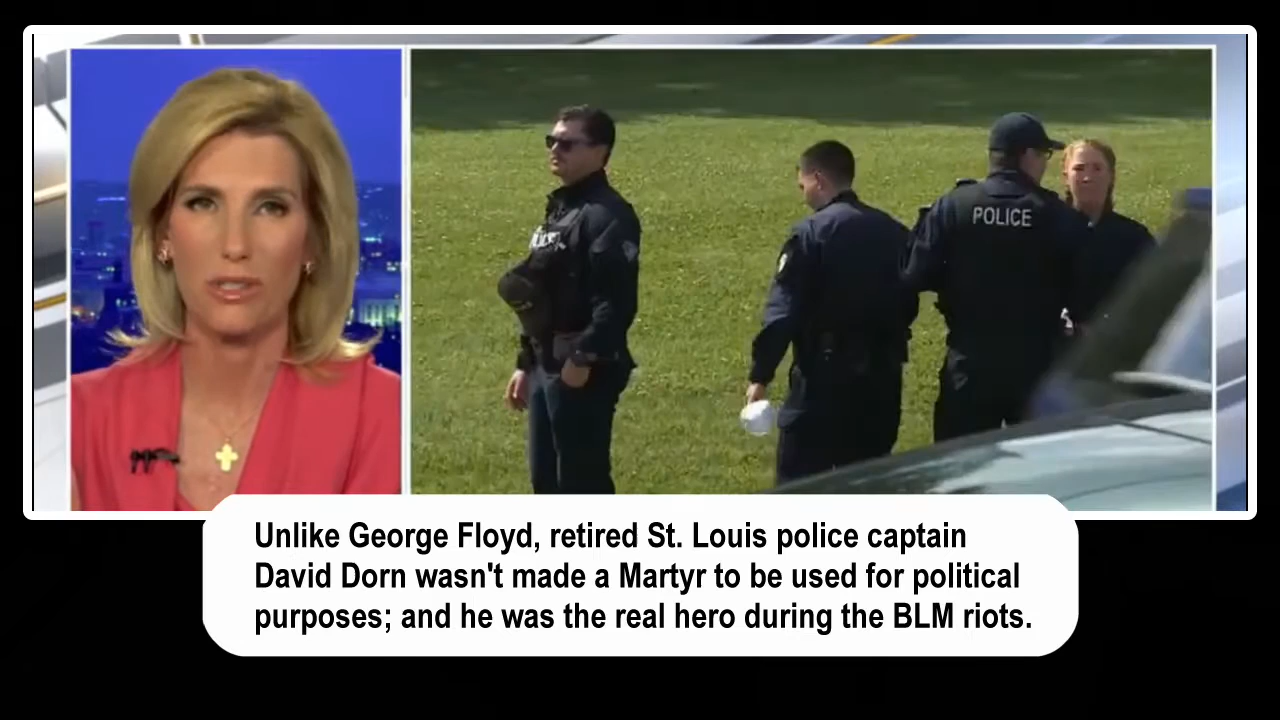 POLICE
Unlike George Floyd, retired St. Louis police captain
David Dorn wasn't made a Martyr to be used for political
purposes; and he was the real hero during the BLM riots.